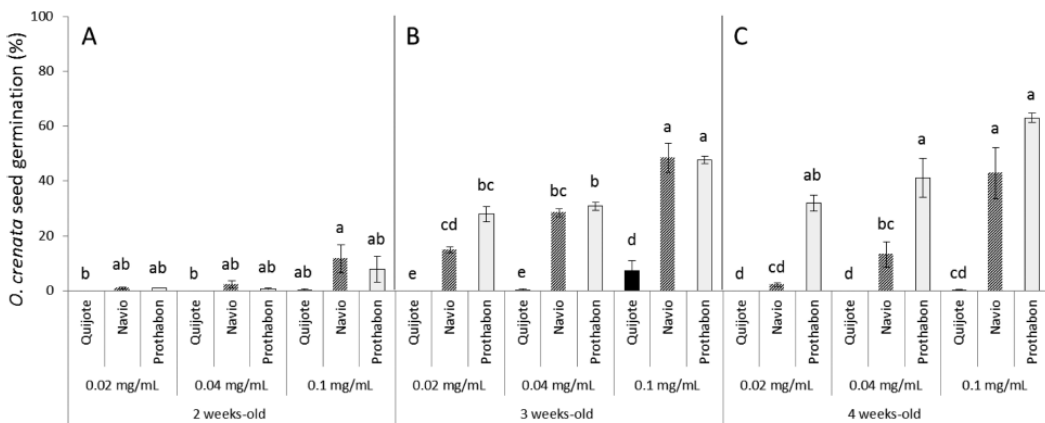 O. crenata seed germination (%)
100
80
60
40
20
0
A
b
ab
ab
b
ab
ab
ab
a
ab
B
e
cd
bc
e
bc
b
d
a
a
C
d
cd
ab
d
bc
a
cd
a
a
Quijote
Navio
Prothabon
Quijote
Navio
Prothabon
Quijote
Navio
Prothabon
Quijote
Navio
Prothabon
Quijote
Navio
Prothabon
Quijote
Navio
Prothabon
Quijote
Navio
Prothabon
Quijote
Navio
Prothabon
Quijote
Navio
Prothabon
0.02 mg/mL 0.04 mg/mL 0.1 mg/mL 0.02 mg/mL 0.04 mg/mL 0.1 mg/mL 0.02 mg/mL 0.04 mg/mL 0.1 mg/mL
2 weeks-old 3 weeks-old 4 weeks-old